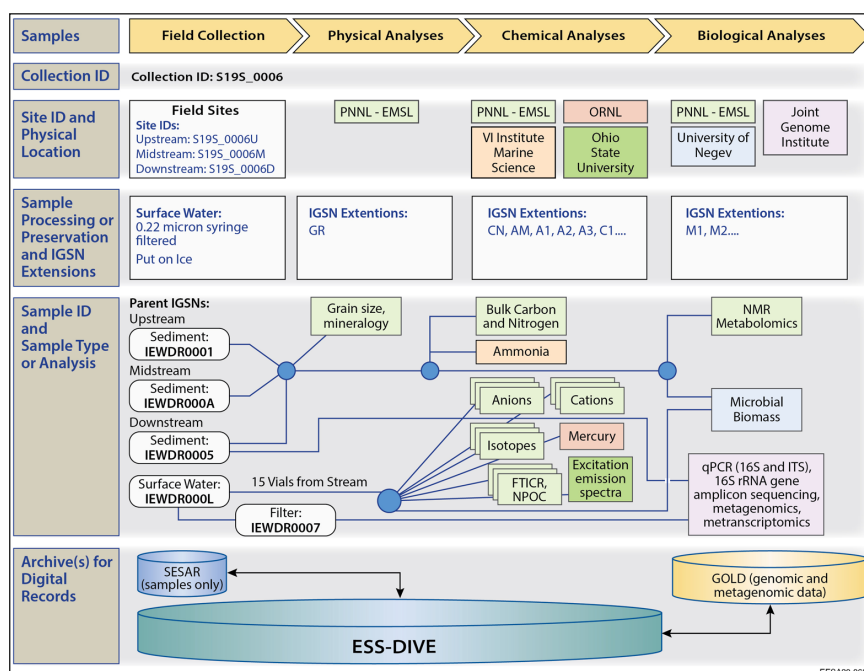 Samples
Field Collection
Physical Analyses
Chemical Analyses
Biological Analyses
Collection ID
Collection ID: S19S_0006
Site ID and
Physical
Location
Field Sites
Site IDs:
Upstream: S19S_0006U
Midstream: S19S_0006M
Downstream: S19S_0006D
PNNL - EMSL
PNNL - EMSL
ORNL
VI Institute
Marine
Science
Ohio
State
University
PNNL - EMSL
University of
Negev
Joint
Genome
Institute
Sample
Processing or
Preservation
and IGSN
Extensions
Surface Water:
0.22 micron syringe
filtered
Put on Ice
IGSN Extentions:
GR
IGSN Extentions:
CN, AM, A1, A2, A3, C1....
IGSN Extentions:
M1, M2....
Sample ID
and
Sample Type
or Analysis
Parent IGSNs:
Upstream
Sediment:
IEWDR0001
Midstream
Sediment:
IEWDR000A
Downstream
Sediment:
IEWDR0005
Surface Water:
IEWDR000L
15 Vials from Stream
Filter:
IEWDR0007
Grain size,
mineralogy
Bulk Carbon
and Nitrogen
Ammonia
Anions
Cations
Isotopes
Mercury
FTICR,
NPOC
Excitation
emission
spectra
NMR
Metabolomics
Microbial
Biomass
qPCR (16S and ITS),
16S rRNA gene
amplicon sequencing,
metagenomics,
metranscriptomics
Archive(s) for
Digital
Records
SESAR
(samples only)
ESS-DIVE
GOLD (genomic and
metagenomic data)